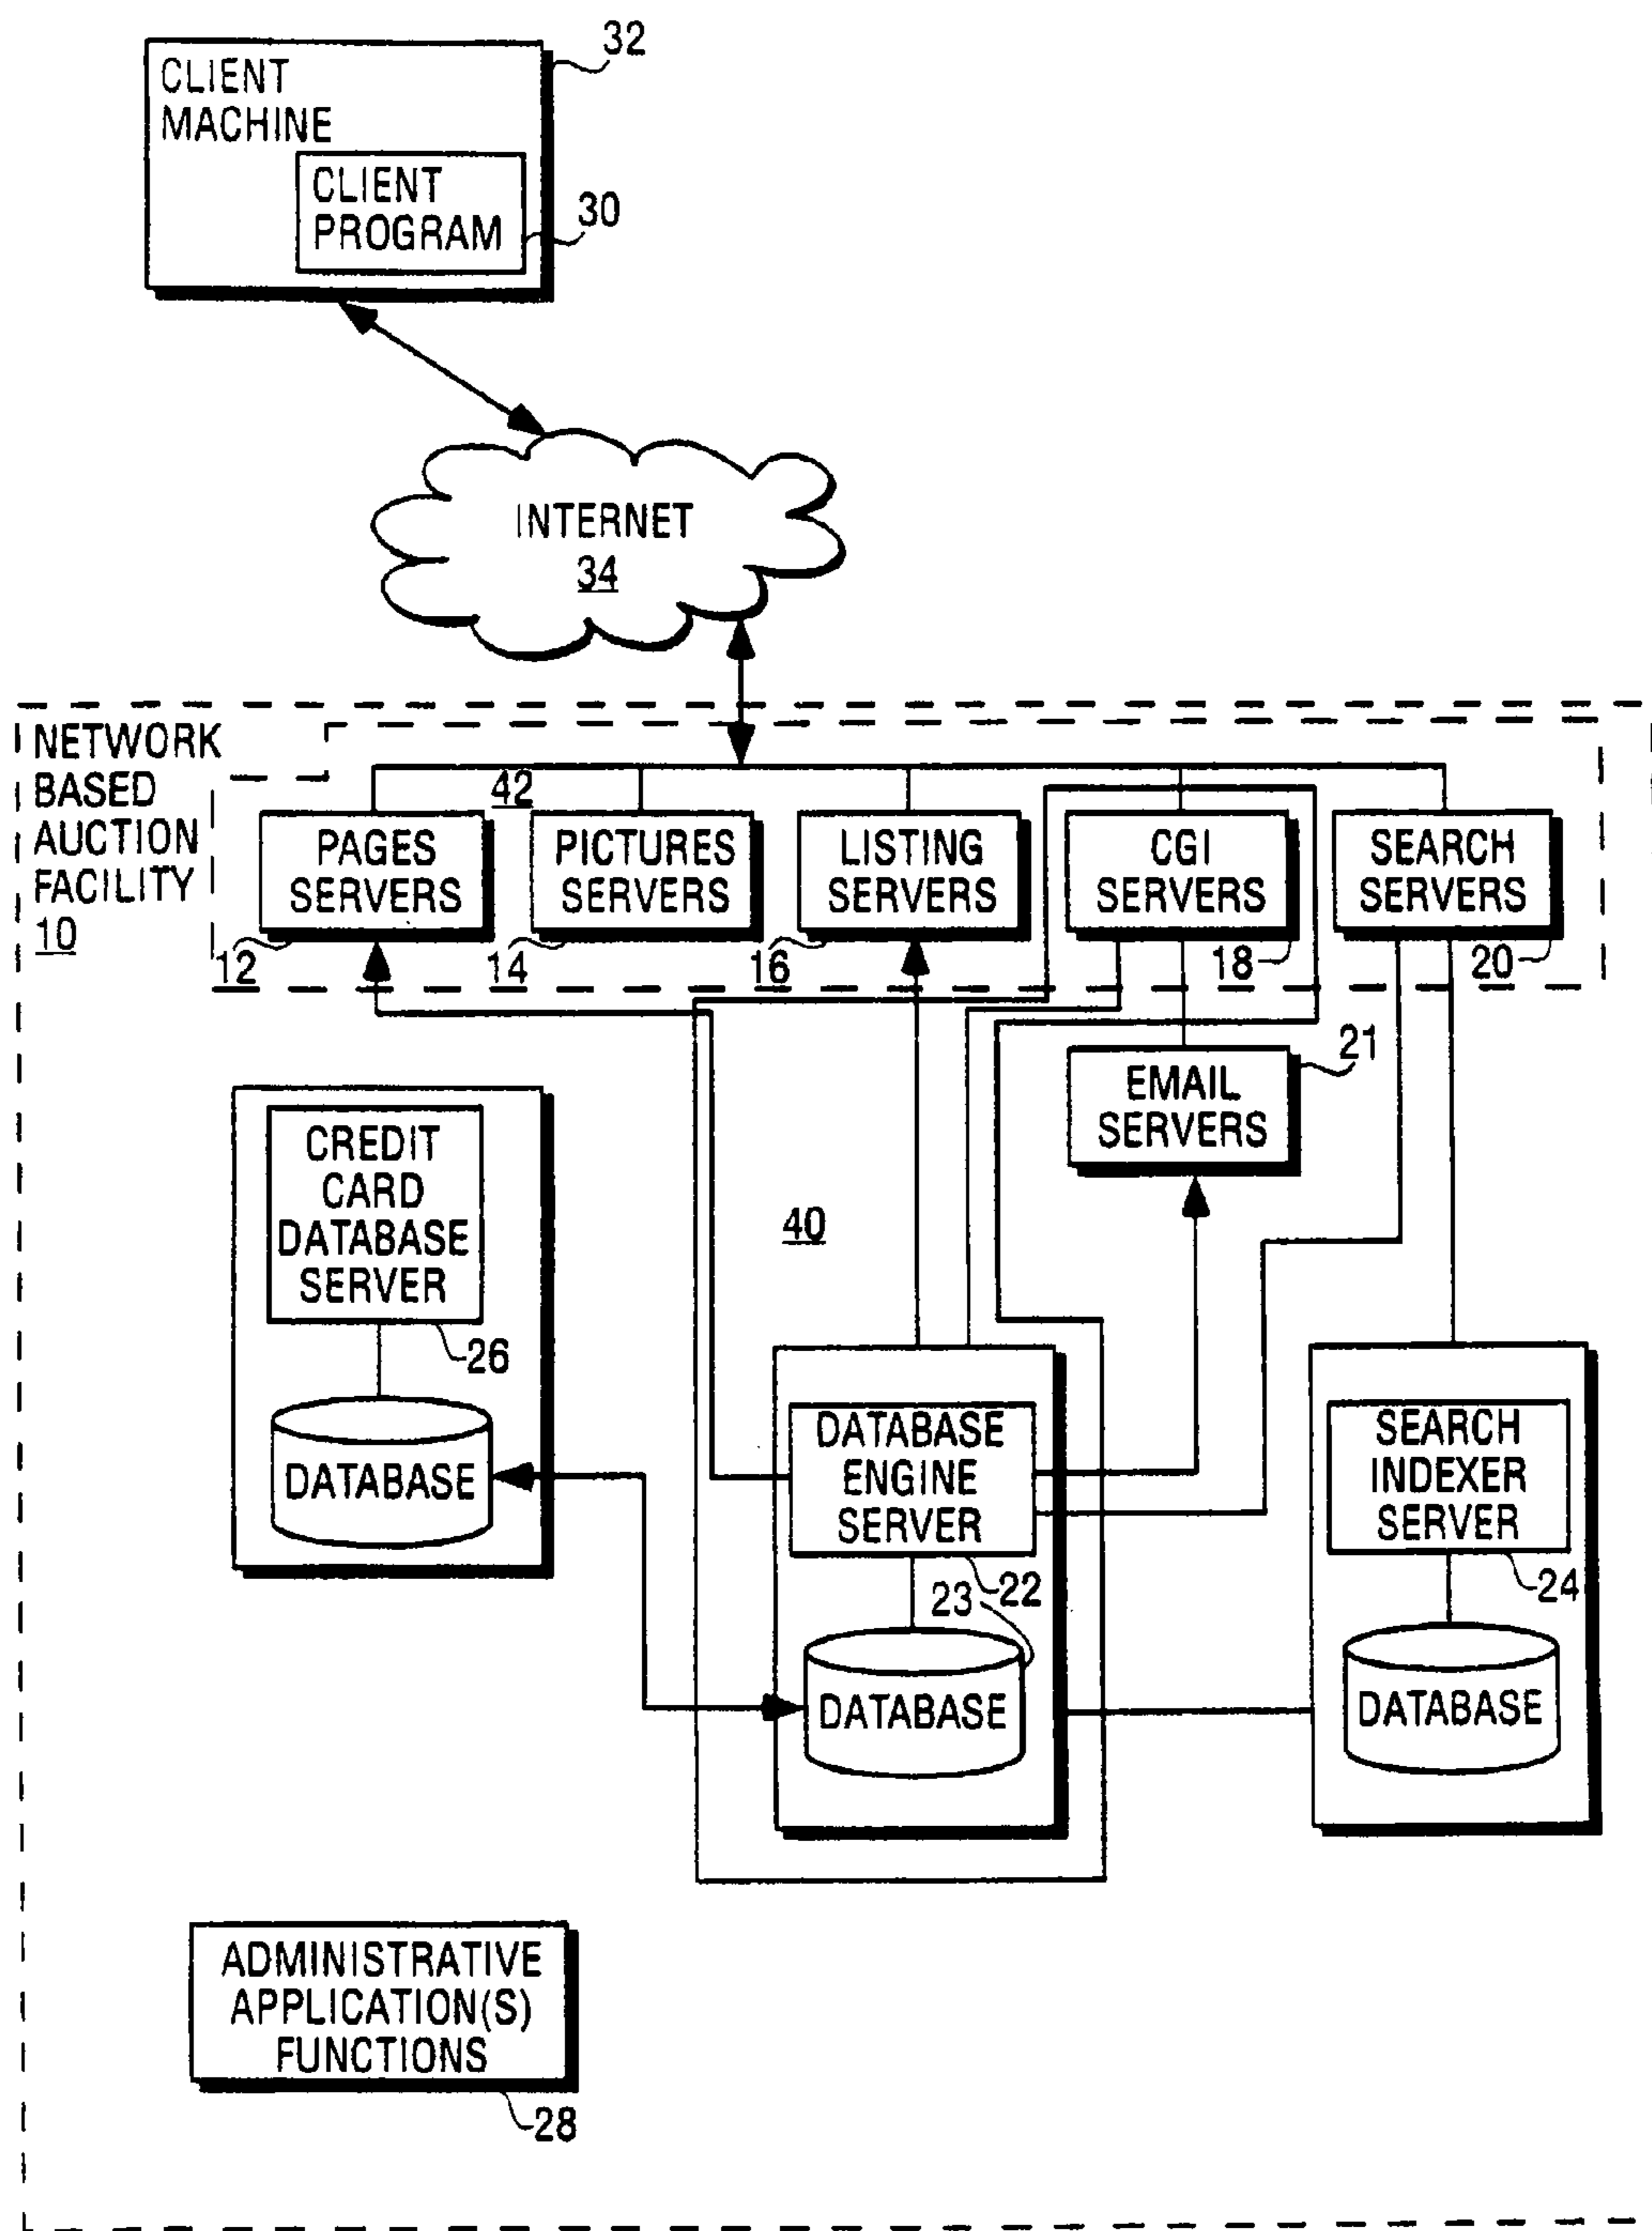 32
CLIENT
MACHINE
CLIENT
PROGRAM
30
INTERNET
34
NETWORK
BASED
AUCTION
FACILITY
10
42
PAGES
SERVERS
12
PICTURES
SERVERS
14
LISTING
SERVERS
16
CGI
SERVERS
18
SEARCH
SERVERS
20
21
EMAIL
SERVERS
CREDIT
CARD
DATABASE
SERVER
26
DATABASE
40
DATABASE
ENGINE
SERVER
22
23
DATABASE
SEARCH
INDEXER
SERVER
24
DATABASE
ADMINISTRATIVE
APPLICATION(S)
FUNCTIONS
28